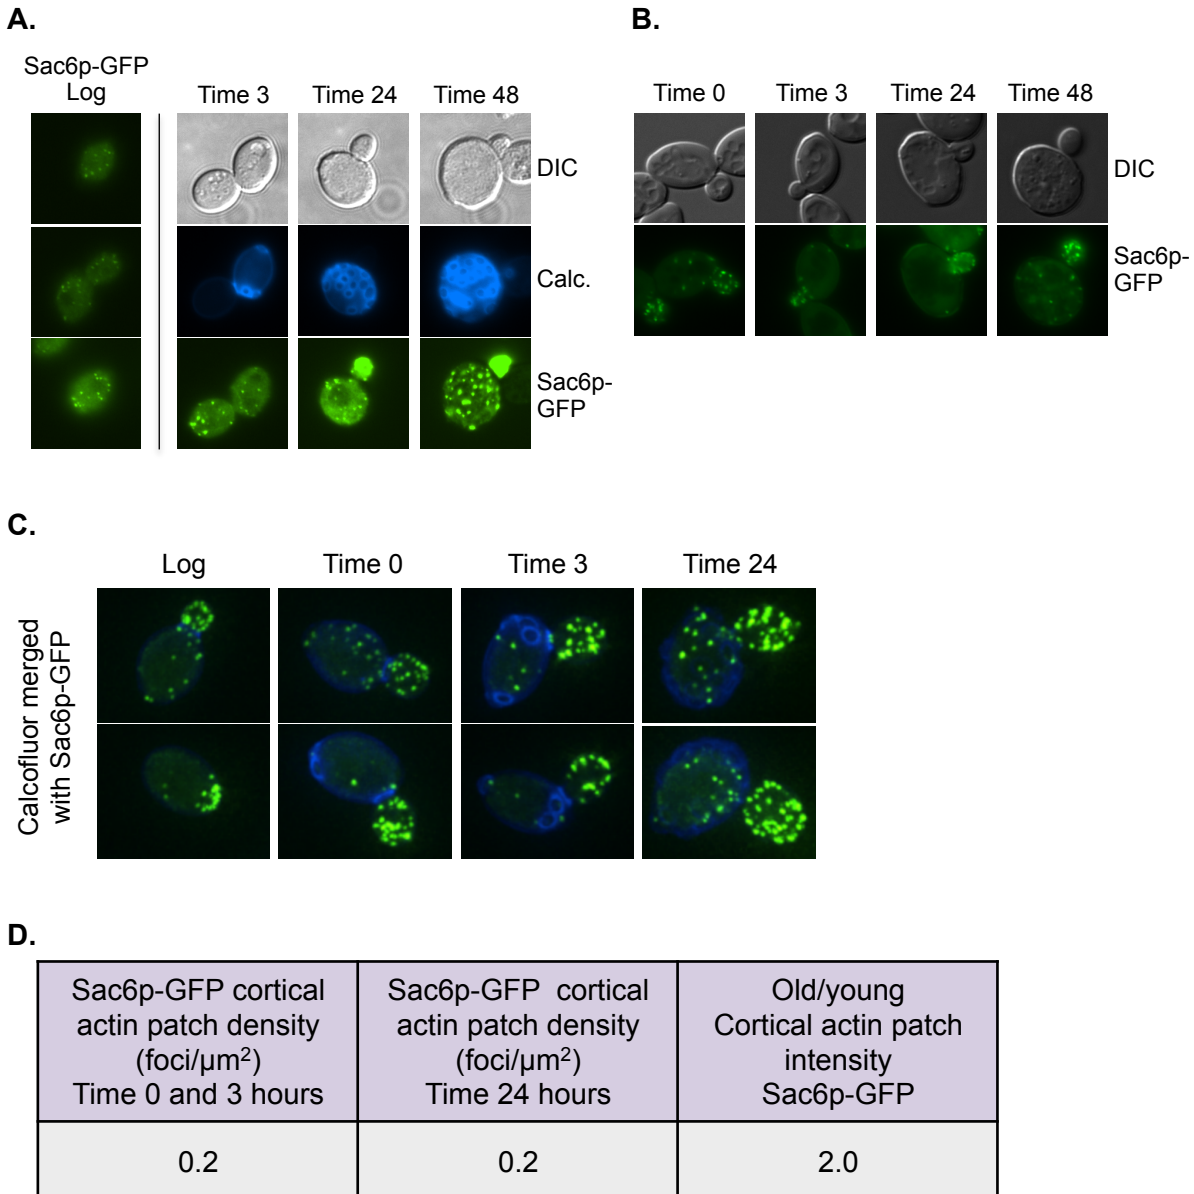 A.
Sac6p-GFP
Log
Time 3
Time 24
Time 48
DIC
Calc.
Sac6p-
GFP
B.
Time 0
Time 3
Time 24
Time 48
DIC
Sac6p-
GFP
C.
Log
Time 0
Time 3
Time 24
Calcofluor merged
with Sac6p-GFP
D.
Sac6p-GFP cortical
actin patch density
(foci/µm²)
Time 0 and 3 hours
Sac6p-GFP cortical
actin patch density
(foci/µm²)
Time 24 hours
Old/young
Cortical actin patch
intensity
Sac6p-GFP
0.2
0.2
2.0